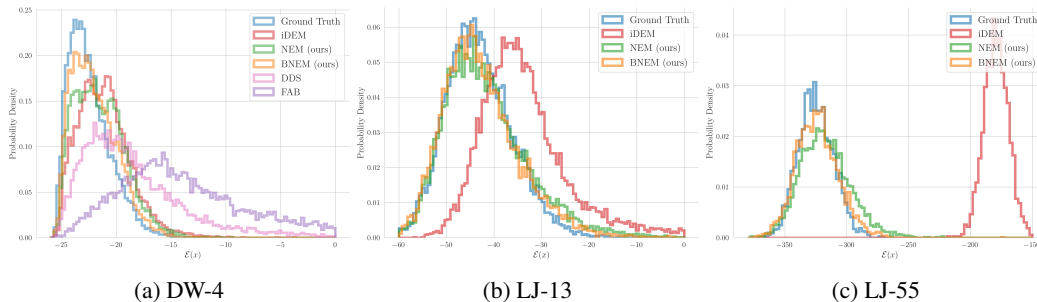 0.25
0.20
0.15
0.10
0.05
0.00
Probability Density
−25
−20
−15
−10
−5
0
ℰ(x)
Ground Truth
iDEM
NEM (ours)
BNEM (ours)
DDS
FAB
(a) DW-4
0.06
0.05
0.04
0.03
0.02
0.01
0.00
Probability Density
−60
−50
−40
−30
−20
−10
0
ℰ(x)
Ground Truth
iDEM
NEM (ours)
BNEM (ours)
(b) LJ-13
0.04
0.03
0.02
0.01
0.00
Probability Density
−350
−300
−250
−200
−150
ℰ(x)
Ground Truth
iDEM
NEM (ours)
BNEM (ours)
(c) LJ-55